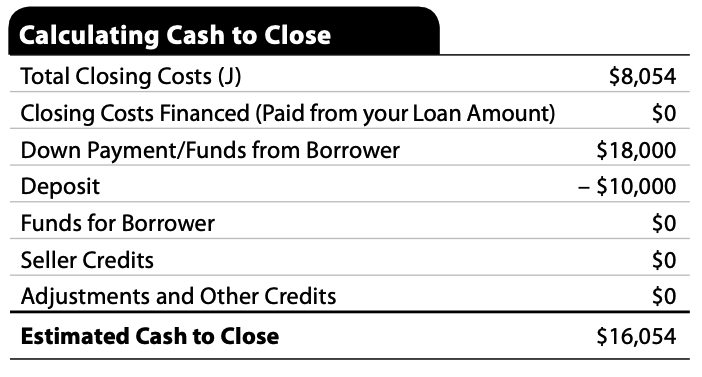 Calculating Cash to Close
Total Closing Costs (J) $8,054
Closing Costs Financed (Paid from your Loan Amount) $0
Down Payment/Funds from Borrower $18,000
Deposit – $10,000
Funds for Borrower $0
Seller Credits $0
Adjustments and Other Credits $0
Estimated Cash to Close $16,054